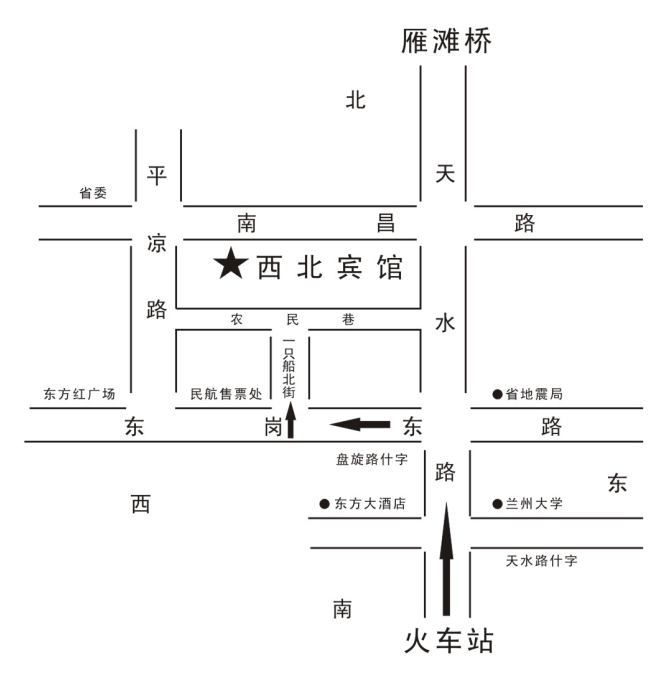 雁滩桥
北
平凉路
天水路
省委
南昌路
★西北宾馆
农民巷
一只船北街
东方红广场
民航售票处
●省地震局
东岗东路
盘旋路什字
西
东
●东方大酒店
●兰州大学
天水路什字
南
火车站